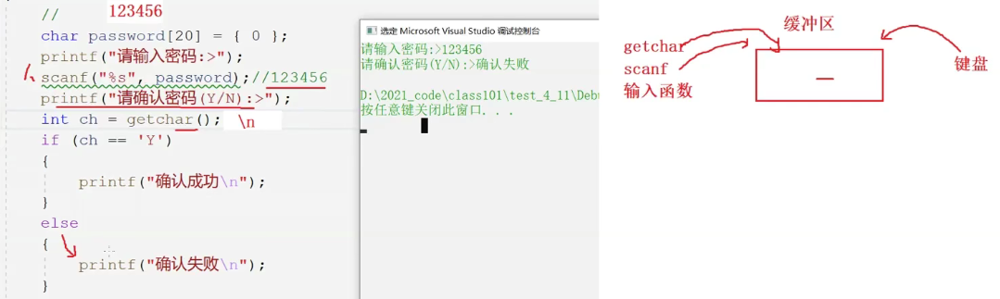 123456
//
char password[20] = { 0 };
printf("请输入密码:>");
scanf("%s", password);//123456
printf("请确认密码(Y/N):>");
int ch = getchar(); \n
if (ch == 'Y')
{
printf("确认成功\n");
}
else
{
printf("确认失败\n");
}
选定 Microsoft Visual Studio 调试控制台
请输入密码:>123456
请确认密码(Y/N):>确认失败
D:\2021_code\class101\test_4_11\Debu
按任意键关闭此窗口. . .
缓冲区
getchar
scanf
输入函数
键盘